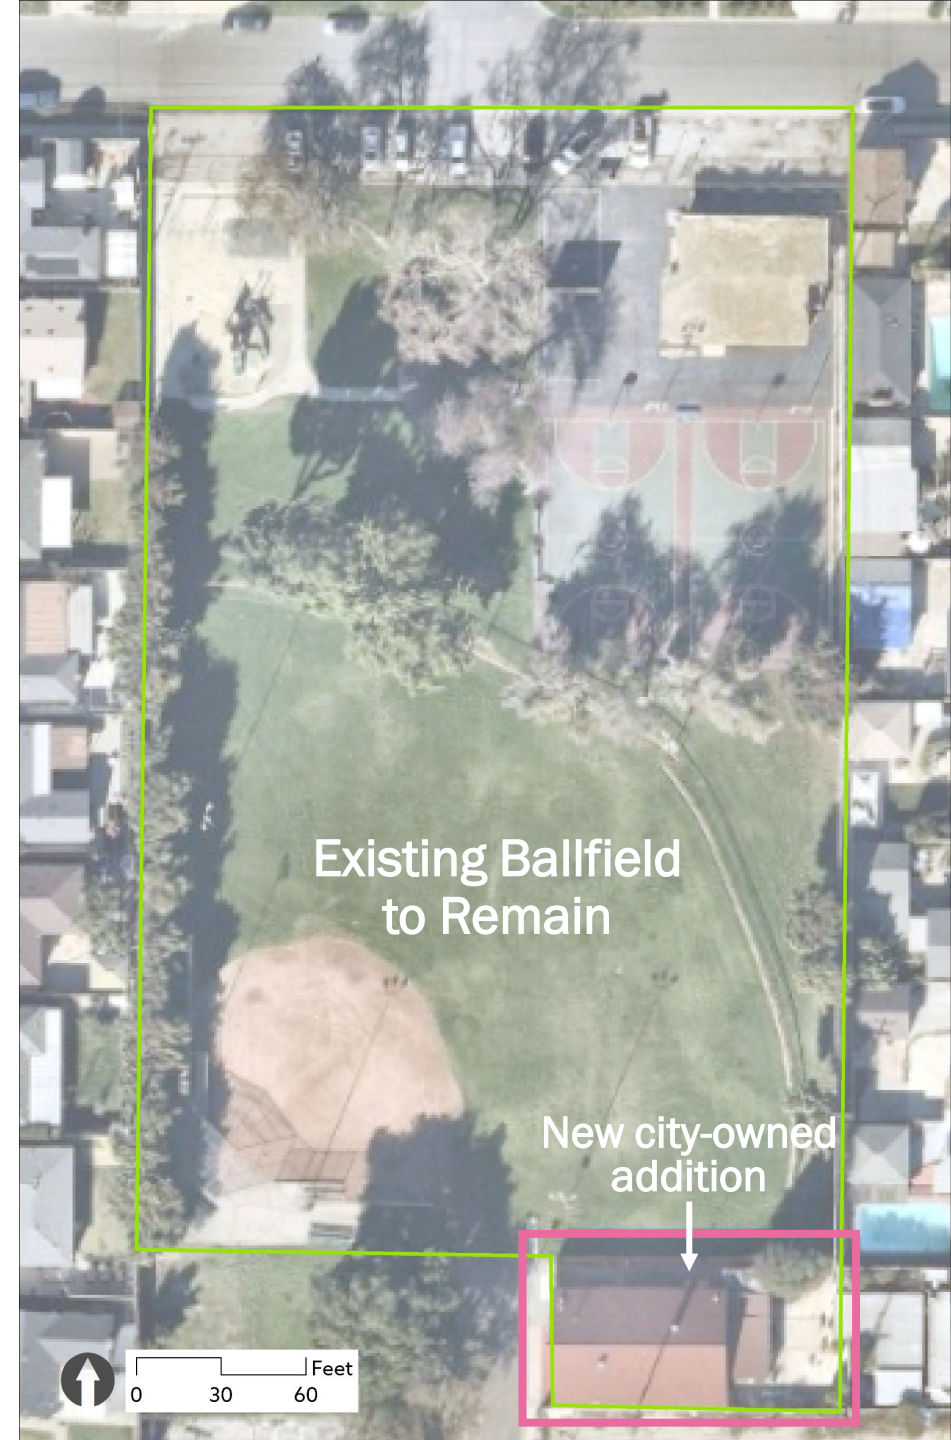 Existing Ballfield
to Remain
New city-owned
addition
Feet
0 30 60